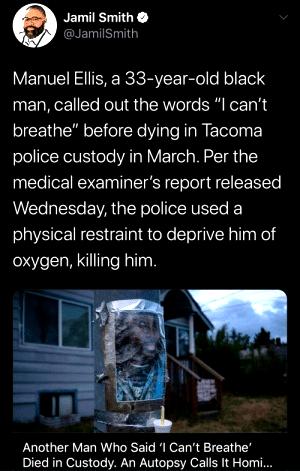 Jamil Smith
@JamilSmith
Manuel Ellis, a 33-year-old black
man, called out the words “I can’t
breathe” before dying in Tacoma
police custody in March. Per the
medical examiner’s report released
Wednesday, the police used a
physical restraint to deprive him of
oxygen, killing him.
Another Man Who Said ‘I Can’t Breathe’
Died in Custody. An Autopsy Calls It Homi...